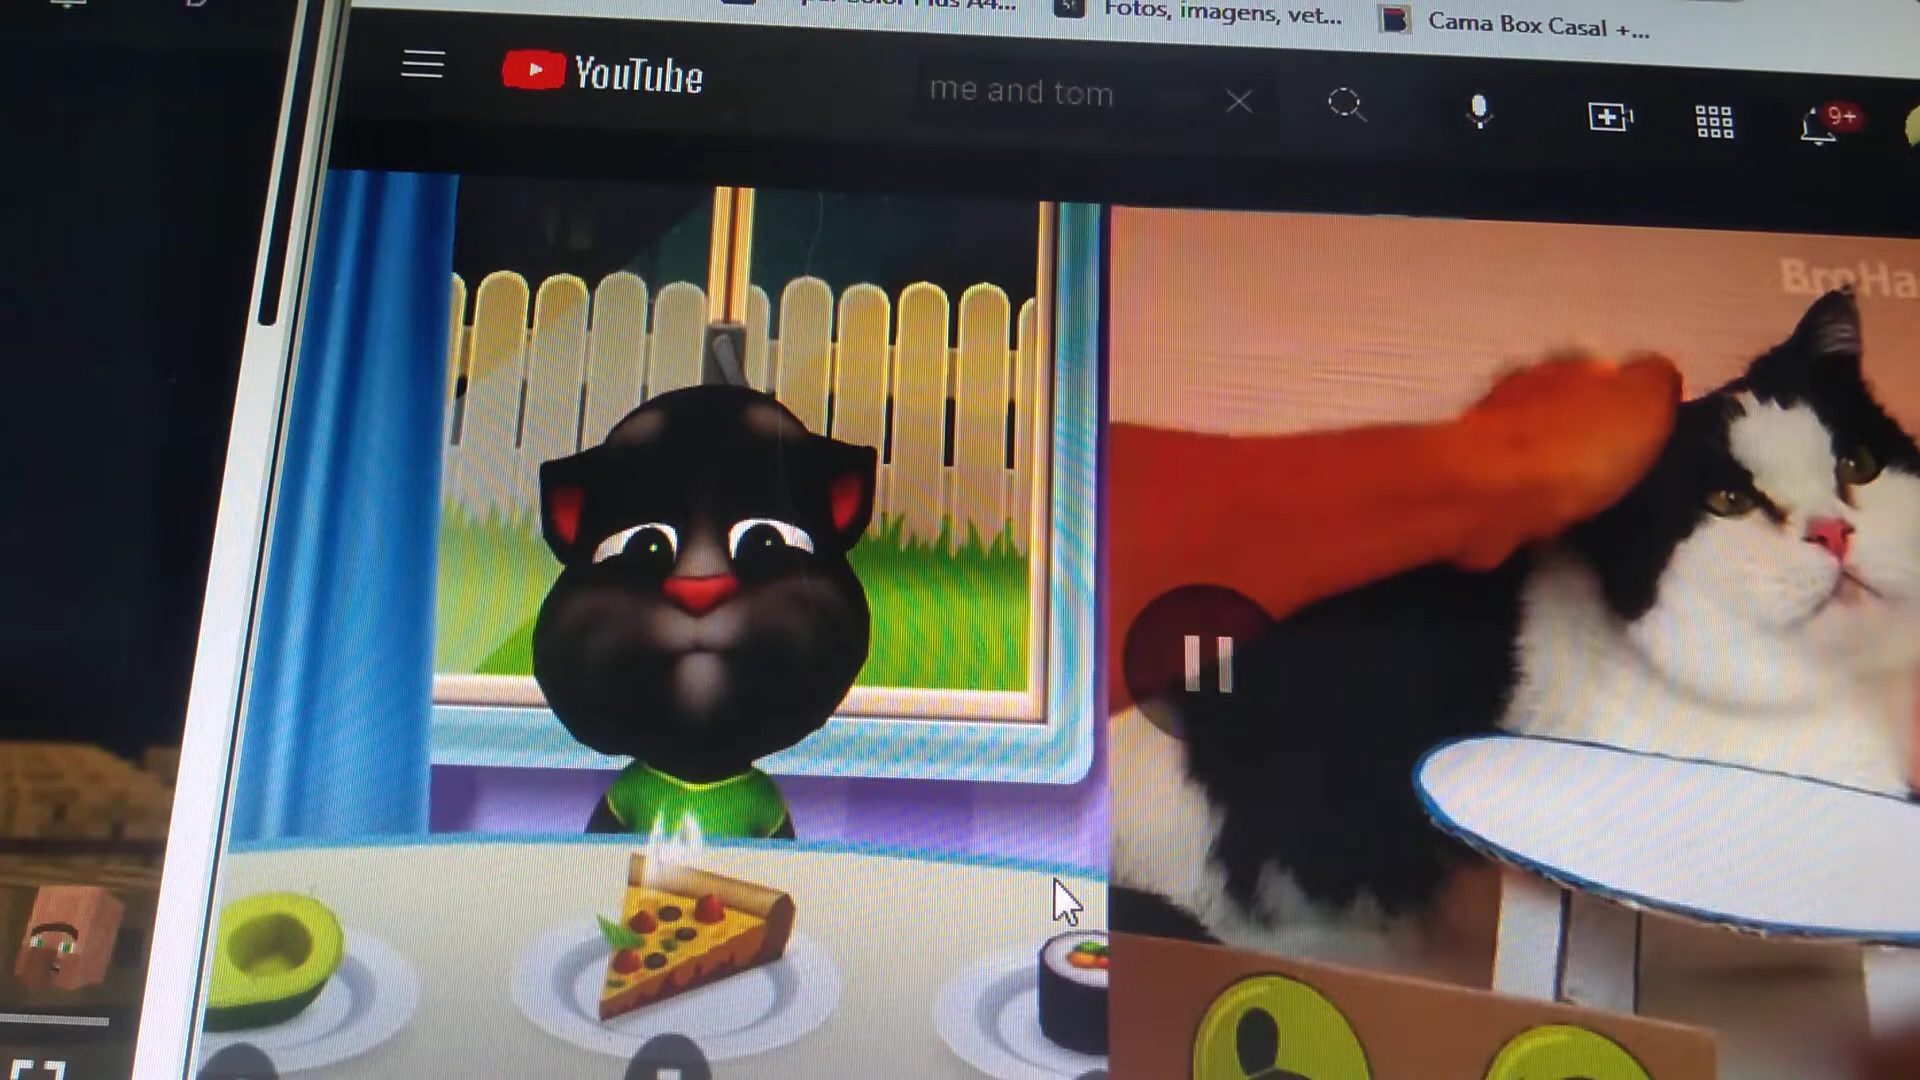 Fotos, imagens, vet...
Cama Box Casal +...
YouTube
me and tom
9+